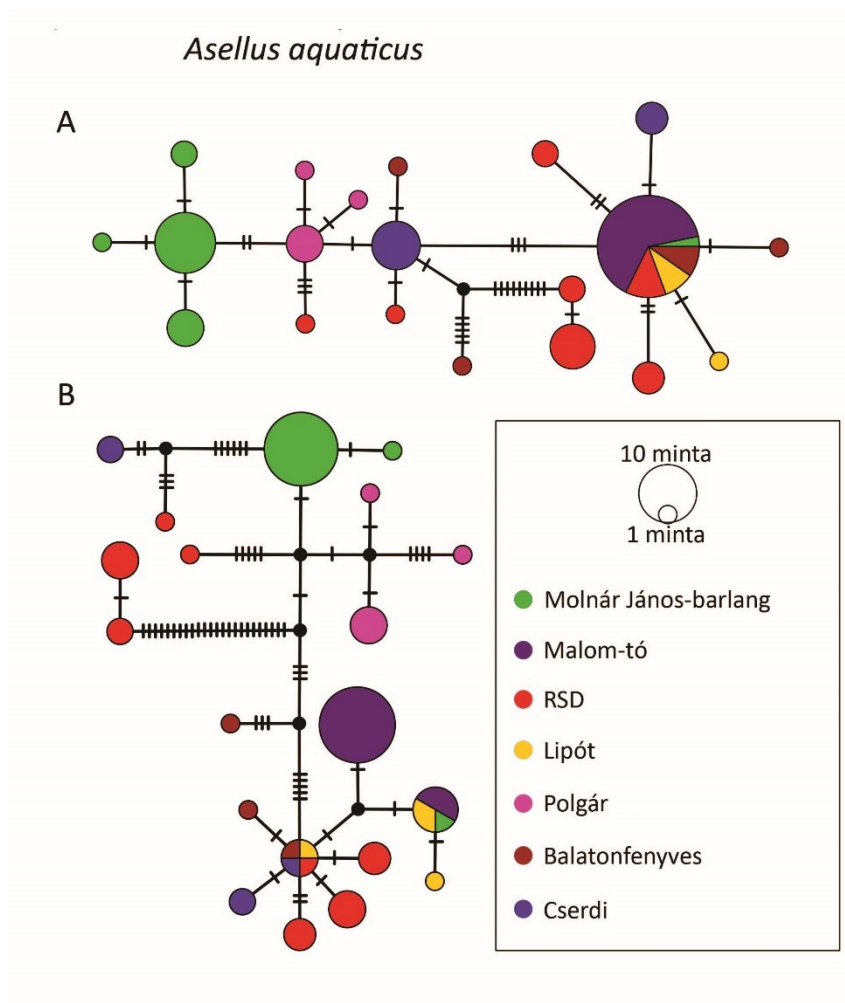 Asellus aquaticus
A
B
10 minta
1 minta
Molnár János-barlang
Malom-tó
RSD
Lipót
Polgár
Balatonfenyves
Cserdi